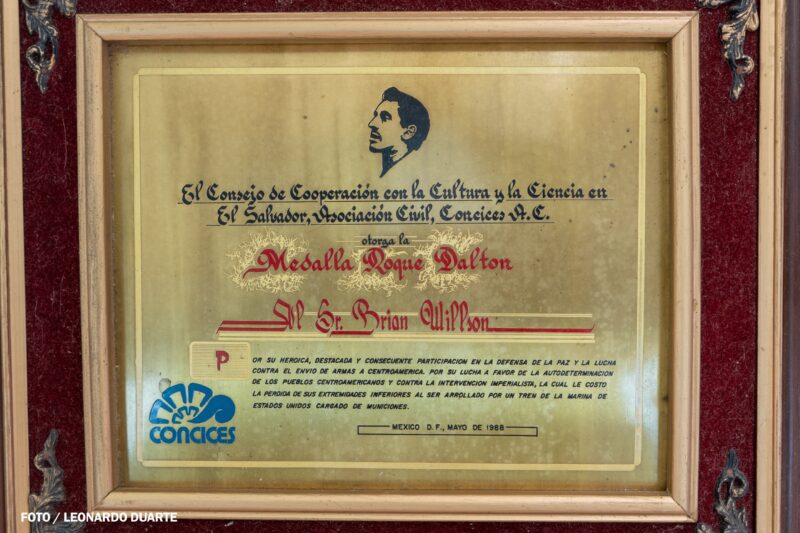 El Consejo de Cooperación con la Cultura y la Ciencia en
El Salvador, Asociación Civil, Concices A.C.
otorga la
Medalla Roque Dalton
Al Sr. Brian Willson
POR SU HEROICA, DESTACADA Y CONSECUENTE PARTICIPACION EN LA DEFENSA DE LA PAZ Y LA LUCHA
CONTRA EL ENVIO DE ARMAS A CENTROAMERICA. POR SU LUCHA A FAVOR DE LA AUTODETERMINACION
DE LOS PUEBLOS CENTROAMERICANOS Y CONTRA LA INTERVENCION IMPERIALISTA, LA CUAL LE COSTO
LA PERDIDA DE SUS EXTREMIDADES INFERIORES AL SER ARROLLADO POR UN TREN DE LA MARINA DE
ESTADOS UNIDOS CARGADO DE MUNICIONES.
CONCICES
MEXICO D.F., MAYO DE 1988
FOTO / LEONARDO DUARTE